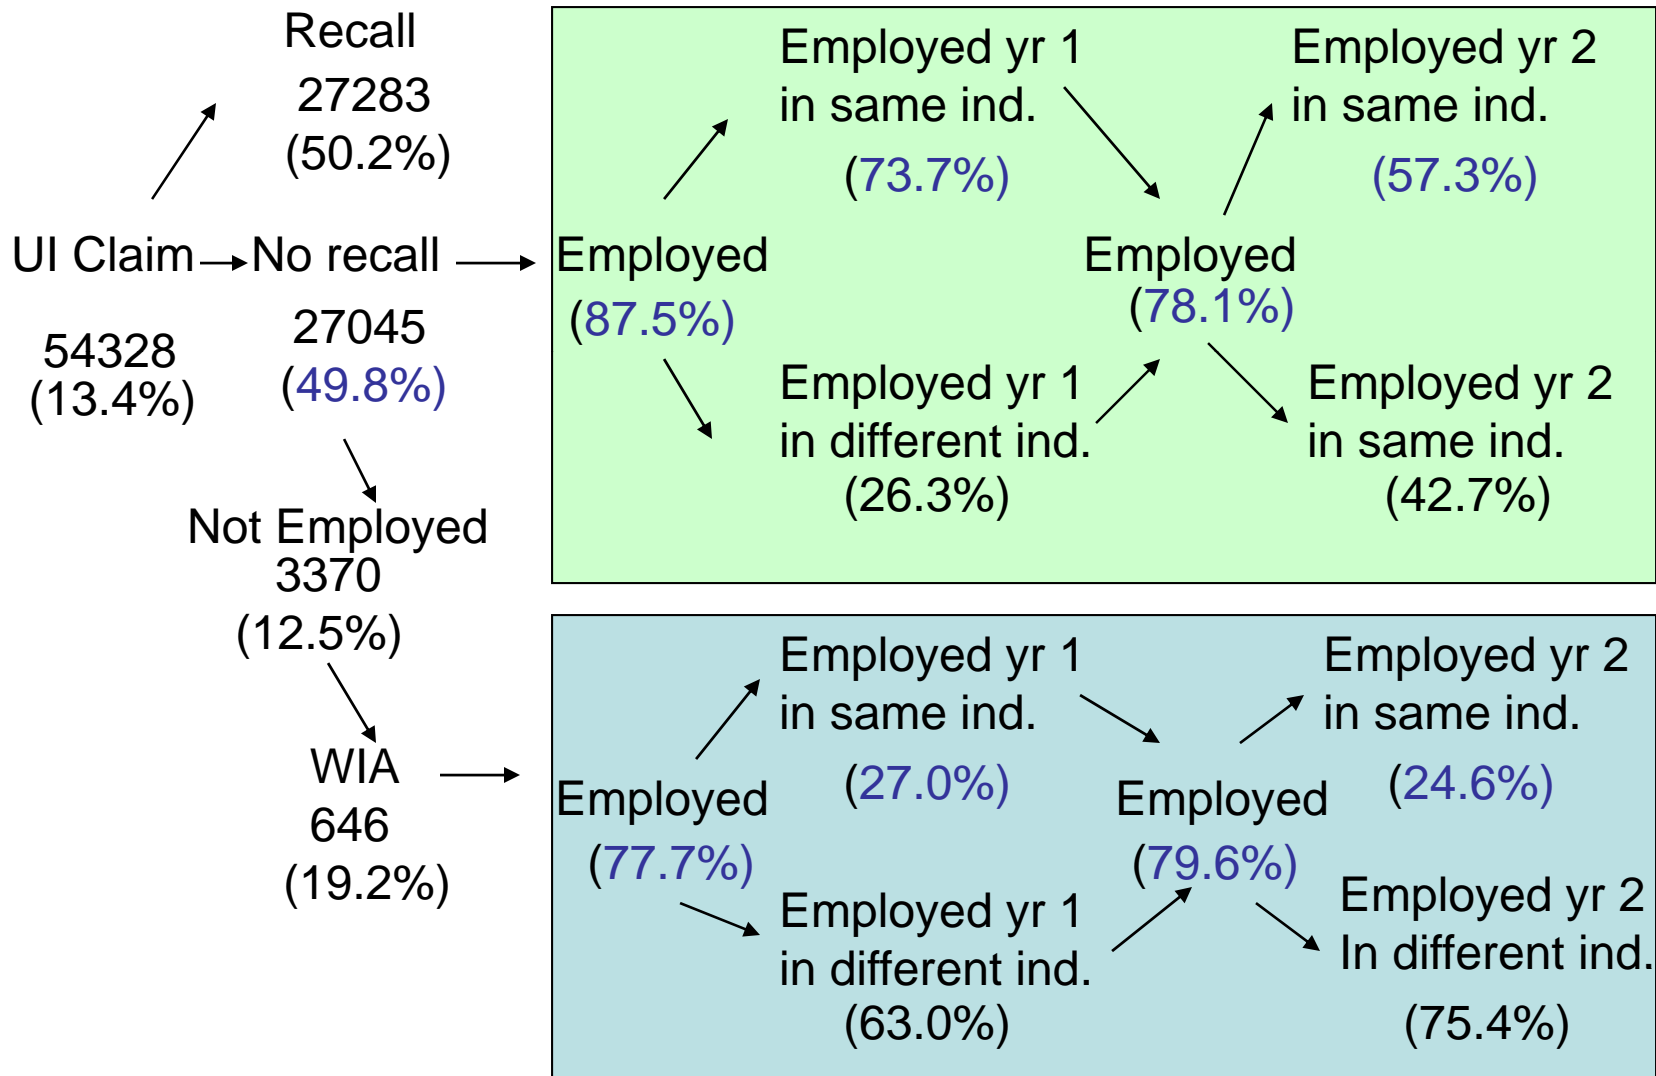 Recall
27283
(50.2%)
UI Claim
54328
(13.4%)
No recall
27045
(49.8%)
Not Employed
3370
(12.5%)
WIA
646
(19.2%)
Employed
(87.5%)
Employed yr 1
in same ind.
(73.7%)
Employed yr 1
in different ind.
(26.3%)
Employed
(78.1%)
Employed yr 2
in same ind.
(57.3%)
Employed yr 2
in same ind.
(42.7%)
Employed
(77.7%)
Employed yr 1
in same ind.
(27.0%)
Employed yr 1
in different ind.
(63.0%)
Employed
(79.6%)
Employed yr 2
in same ind.
(24.6%)
Employed yr 2
In different ind.
(75.4%)